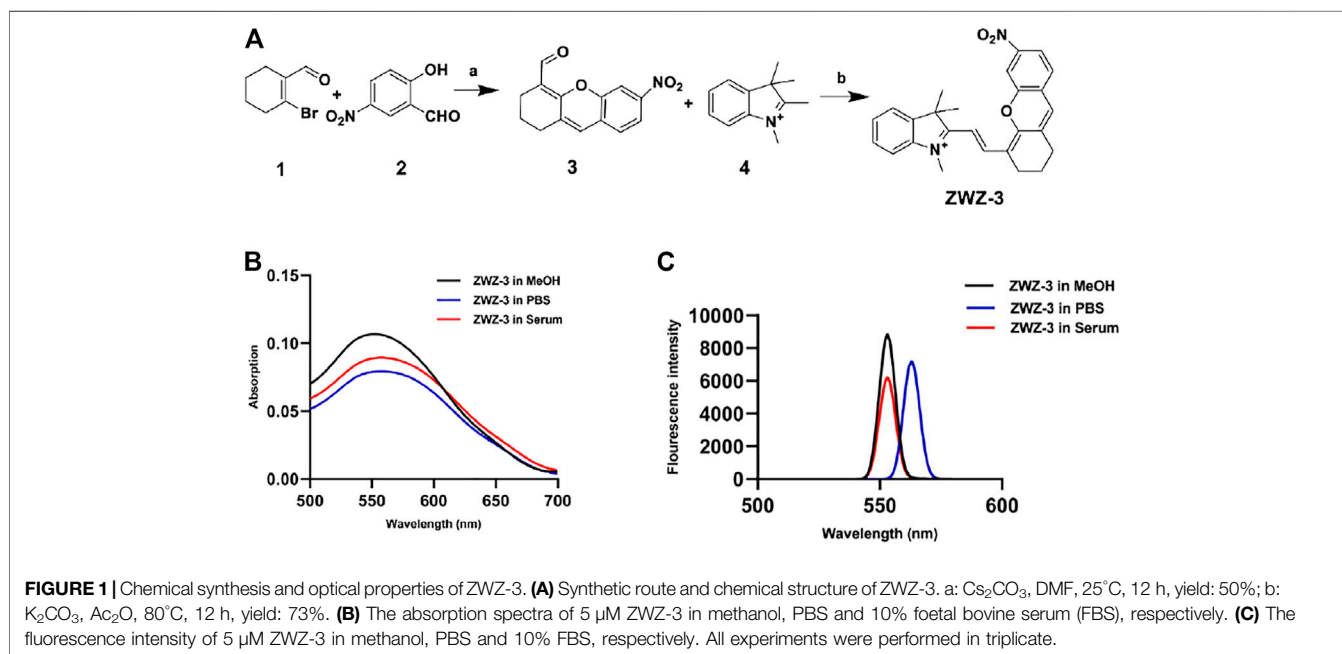 A
O
Br
1
+
OH
O₂N
CHO
2
a
O
O
NO₂
3
+
N⁺
4
b
O₂N
O
N⁺
ZWZ-3
B
ZWZ-3 in MeOH
ZWZ-3 in PBS
ZWZ-3 in Serum
Absorption
0.15
0.10
0.05
0.00
500 550 600 650 700
Wavelength (nm)
C
ZWZ-3 in MeOH
ZWZ-3 in PBS
ZWZ-3 in Serum
Flourescence intensity
10000
8000
6000
4000
2000
0
500 550 600
Wavelength (nm)
FIGURE 1 | Chemical synthesis and optical properties of ZWZ-3. (A) Synthetic route and chemical structure of ZWZ-3. a: Cs₂CO₃, DMF, 25°C, 12 h, yield: 50%; b:
K₂CO₃, Ac₂O, 80°C, 12 h, yield: 73%. (B) The absorption spectra of 5 µM ZWZ-3 in methanol, PBS and 10% foetal bovine serum (FBS), respectively. (C) The
fluorescence intensity of 5 µM ZWZ-3 in methanol, PBS and 10% FBS, respectively. All experiments were performed in triplicate.